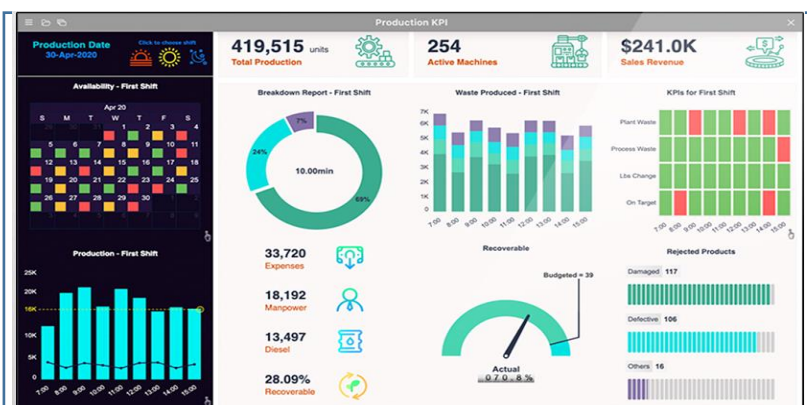 Production KPI
Production Date
30-Apr-2020
Click to choose shift
419,515 units
Total Production
254
Active Machines
$241.0K
Sales Revenue
Availability - First Shift
Apr 20
S M T W T F S
1 2 3 4
5 6 7 8 9 10 11
12 13 14 15 16 17 18
19 20 21 22 23 24 25
26 27 28 29 30
Breakdown Report - First Shift
7%
24%
10.00min
69%
Waste Produced - First Shift
7K
6K
5K
4K
3K
2K
1K
0
7:00 8:00 9:00 10:00 11:00 12:00 13:00 14:00 15:00
KPIs for First Shift
Plant Waste
Process Waste
Lbs Change
On Target
7:00 8:00 9:00 10:00 11:00 12:00 13:00 14:00 15:00
Production - First Shift
25K
20K
16K
10K
5K
0
7:00 8:00 9:00 10:00 11:00 12:00 13:00 14:00 15:00
33,720
Expenses
18,192
Manpower
13,497
Diesel
28.09%
Recoverable
Recoverable
Budgeted = 39
Actual
070.8%
Rejected Products
Damaged 117
Defective 106
Others 16